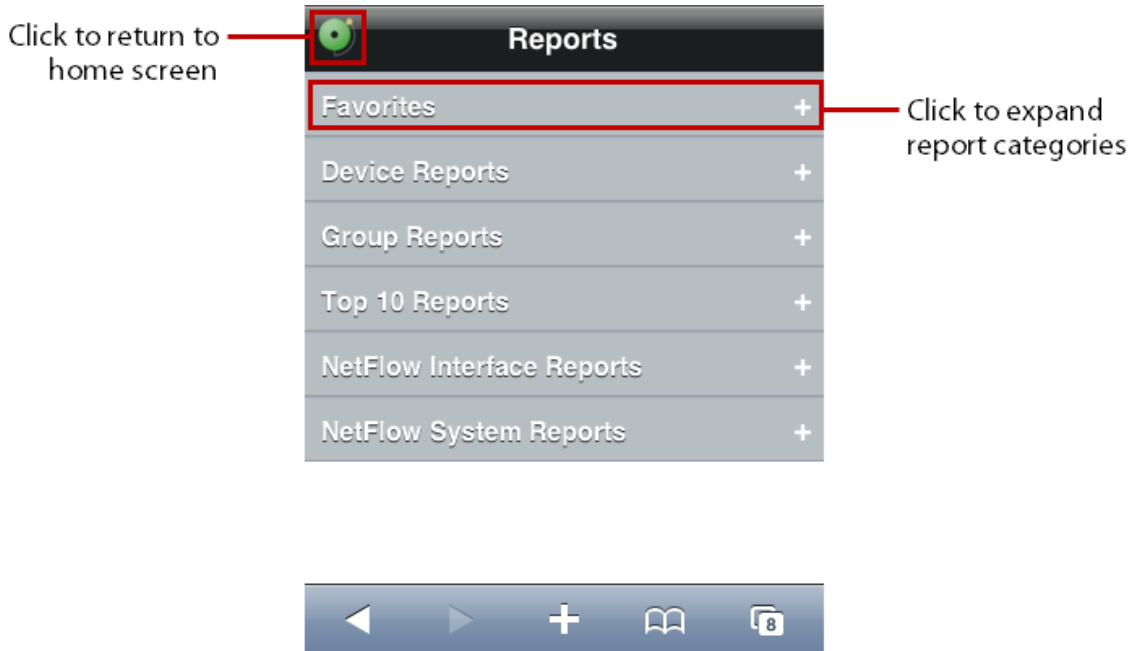 Click to return to
home screen
Reports
Favorites +
Click to expand
report categories
Device Reports +
Group Reports +
Top 10 Reports +
NetFlow Interface Reports +
NetFlow System Reports +
8